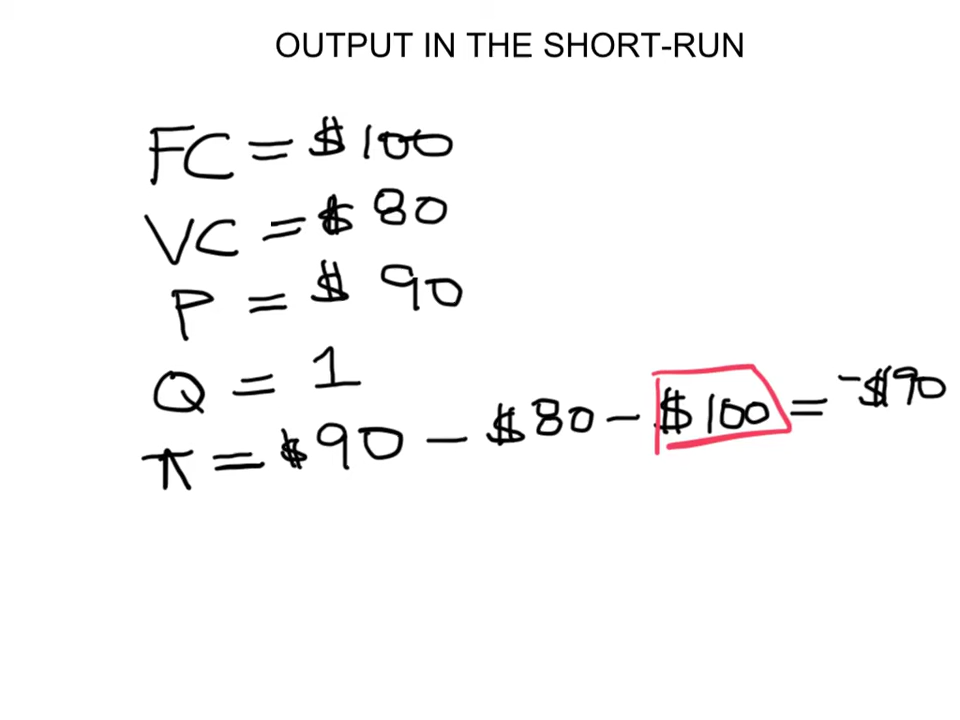 OUTPUT IN THE SHORT-RUN
FC = $100
VC = $80
P = $ 90
Q = 1
π = $90 - $80 - $100 = -$90